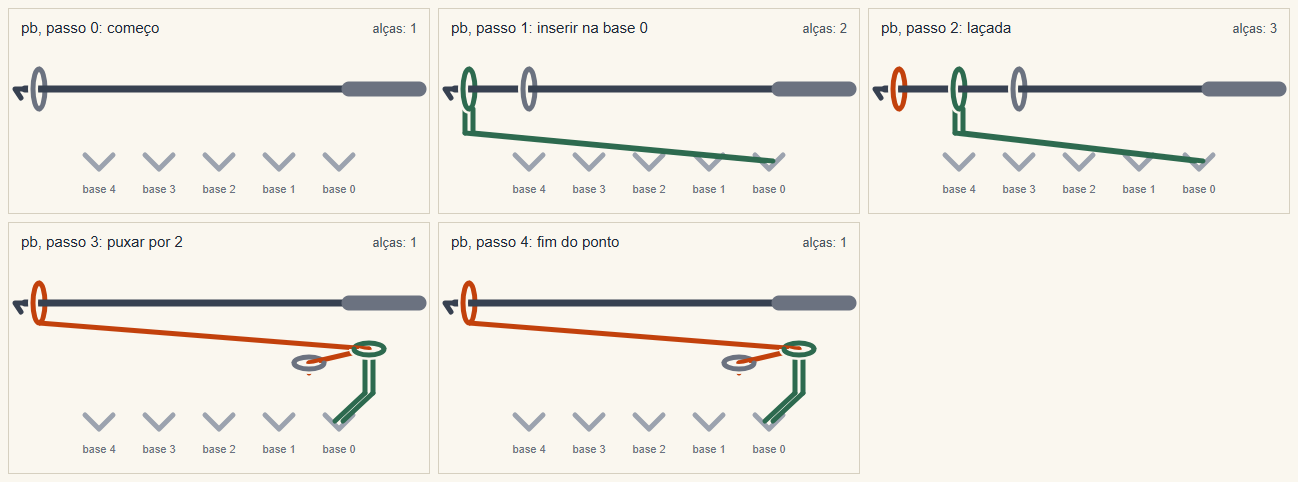 pb, passo 0: começo alças: 1
base 4 base 3 base 2 base 1 base 0
pb, passo 1: inserir na base 0 alças: 2
base 4 base 3 base 2 base 1 base 0
pb, passo 2: laçada alças: 3
base 4 base 3 base 2 base 1 base 0
pb, passo 3: puxar por 2 alças: 1
base 4 base 3 base 2 base 1 base 0
pb, passo 4: fim do ponto alças: 1
base 4 base 3 base 2 base 1 base 0